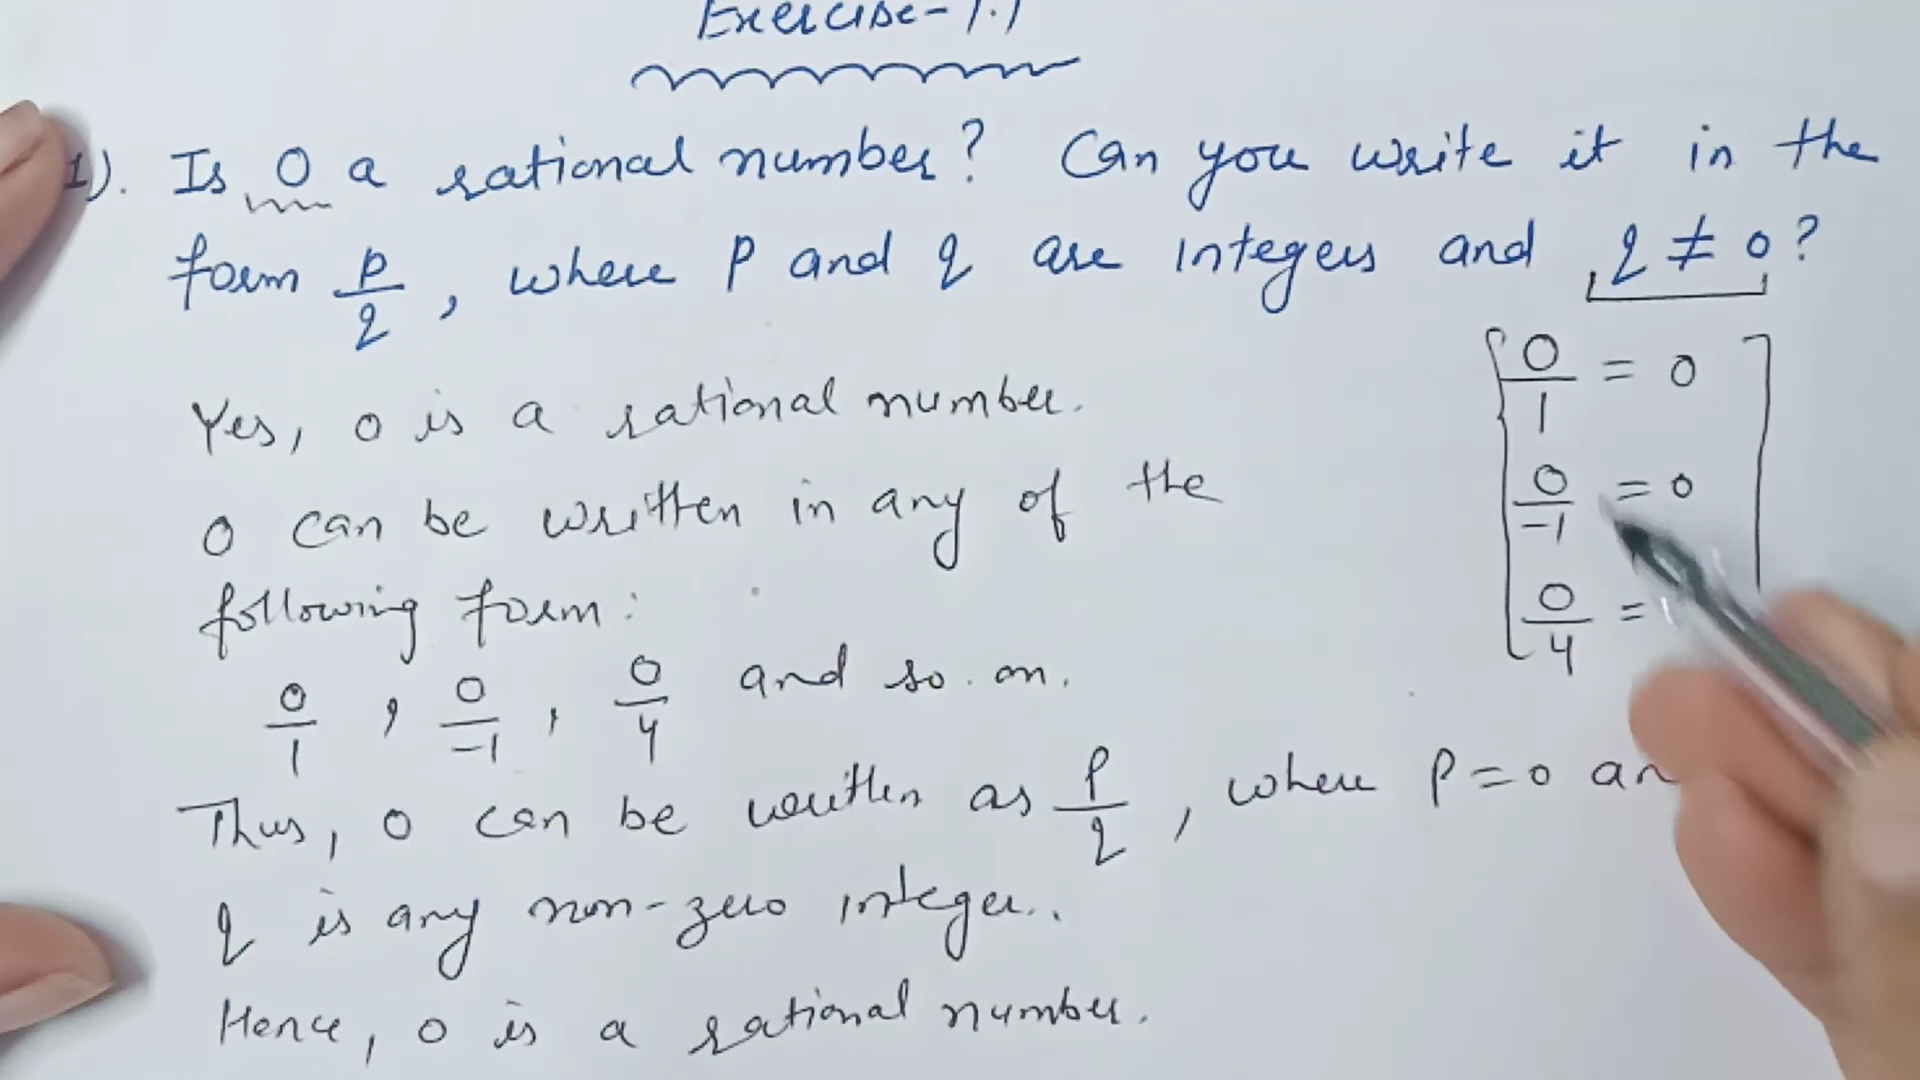 Exercise-1.1
1). Is 0 a rational number? Can you write it in the
form p/q, where p and q are integers and q ≠ 0?
0/1 = 0
0/-1 = 0
0/4 =
Yes, 0 is a rational number.
0 can be written in any of the
following form:
0/1, 0/-1, 0/4 and so on.
Thus, 0 can be written as p/q, where p = 0 an
q is any non-zero integer.
Hence, 0 is a rational number.